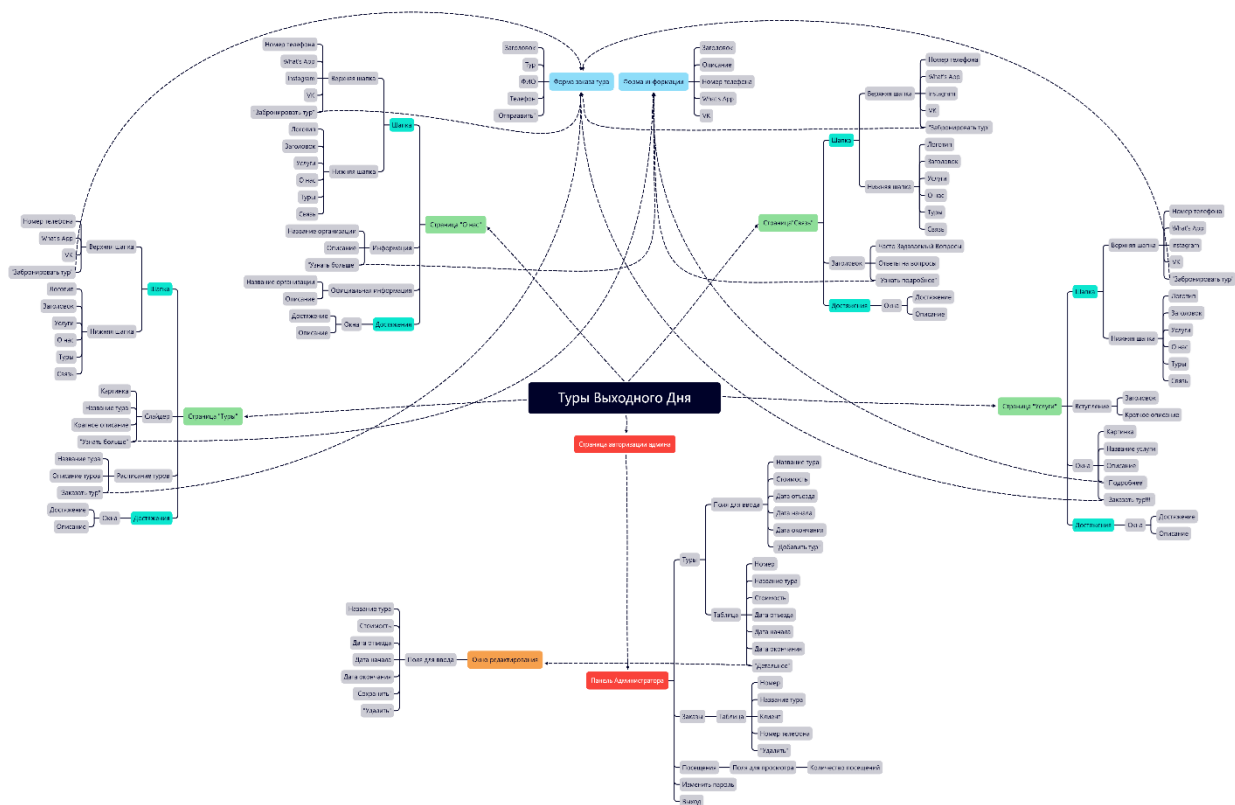 Номер телефона
What's App
Instagram
VK
Забронировать тур"
Верхняя шапка
Логотип
Заголовок
Услуги
О нас
Туры
Связь
Нижняя шапка
Шапка
Название организации
Описание
"Узнать больше"
Информация
Название организации
Описание
Официальная информация
Достижение
Описание
Окна
Достижения
Страница "О нас"
Заголовок
Тур
ФИО
Телефон
Отправить
Форма заказа тура
Форма информации
Заголовок
Описание
Номер телефона
What's App
VK
Страница "Связь"
Шапка
Верхняя шапка
Номер телефона
What's App
Instagram
VK
"Забронировать тур
Нижняя шапка
Логотип
Заголовок
Услуги
О нас
Туры
Связь
Заголовок
Часто Задаваемый Вопросы
Ответы на вопросы
"Узнать подробнее"
Достижения
Окна
Достижение
Описание
Номер телефона
What's App
VK
"Забронировать тур"
Верхняя шапка
Логотип
Заголовок
Услуги
О нас
Туры
Связь
Нижняя шапка
Шапка
Картинка
Название тура
Краткое описание
"Узнать больше"
Слайдер
Страница "Туры"
Название тура
Описание туров
Заказать тур"
Расписание туров
Достижение
Описание
Окна
Достижения
Туры Выходного Дня
Страница "Услуги"
Шапка
Верхняя шапка
Номер телефона
What's App
Instagram
VK
"Забронировать тур"
Нижняя шапка
Логотип
Заголовок
Услуги
О нас
Туры
Связь
Вступление
Заголовок
Краткое описание
Окна
Картинка
Название услуги
Описание
Подробнее
Заказать тур!!!
Достижения
Окна
Достижение
Описание
Страница авторизации админа
Панель Администратора
Туры
Поля для ввода
Название тура
Стоимость
Дата отъезда
Дата начала
Дата окончания
Добавить тур
Таблица
Номер
Название тура
Стоимость
Дата отъезда
Дата начала
Дата окончания
"Детальнее"
Окно редактирования
Поля для ввода
Название тура
Стоимость
Дата отъезда
Дата начала
Дата окончания
Сохранить
"Удалить"
Заказы
Таблица
Номер
Название тура
Клиент
Номер телефона
"Удалить"
Посещения
Поля для просмотра
Количество посещений
Изменить пароль
Выход